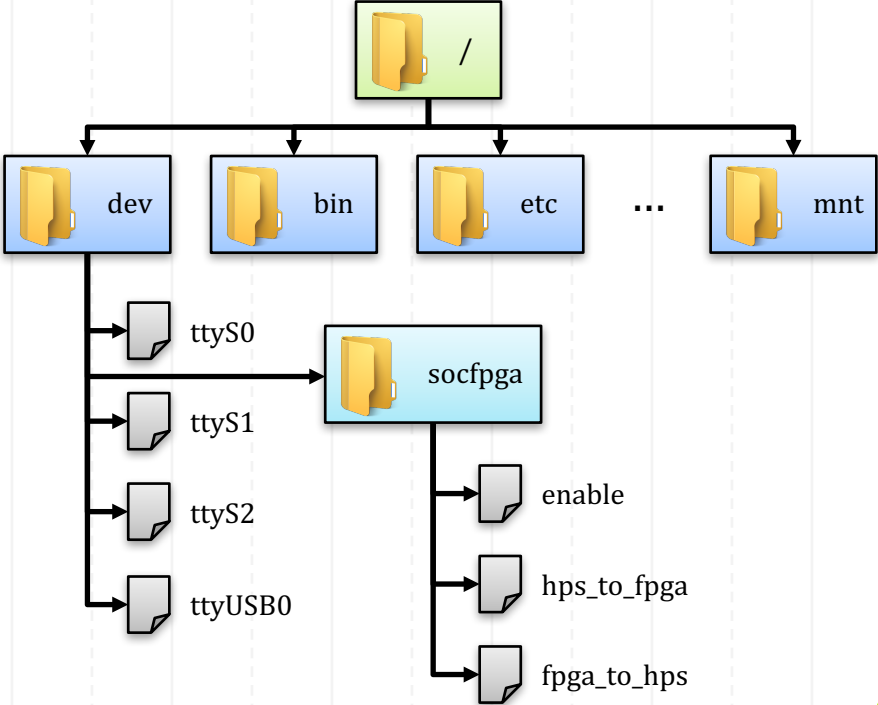 /
dev
bin
etc
...
mnt
ttyS0
socfpga
ttyS1
ttyS2
enable
hps_to_fpga
ttyUSB0
fpga_to_hps